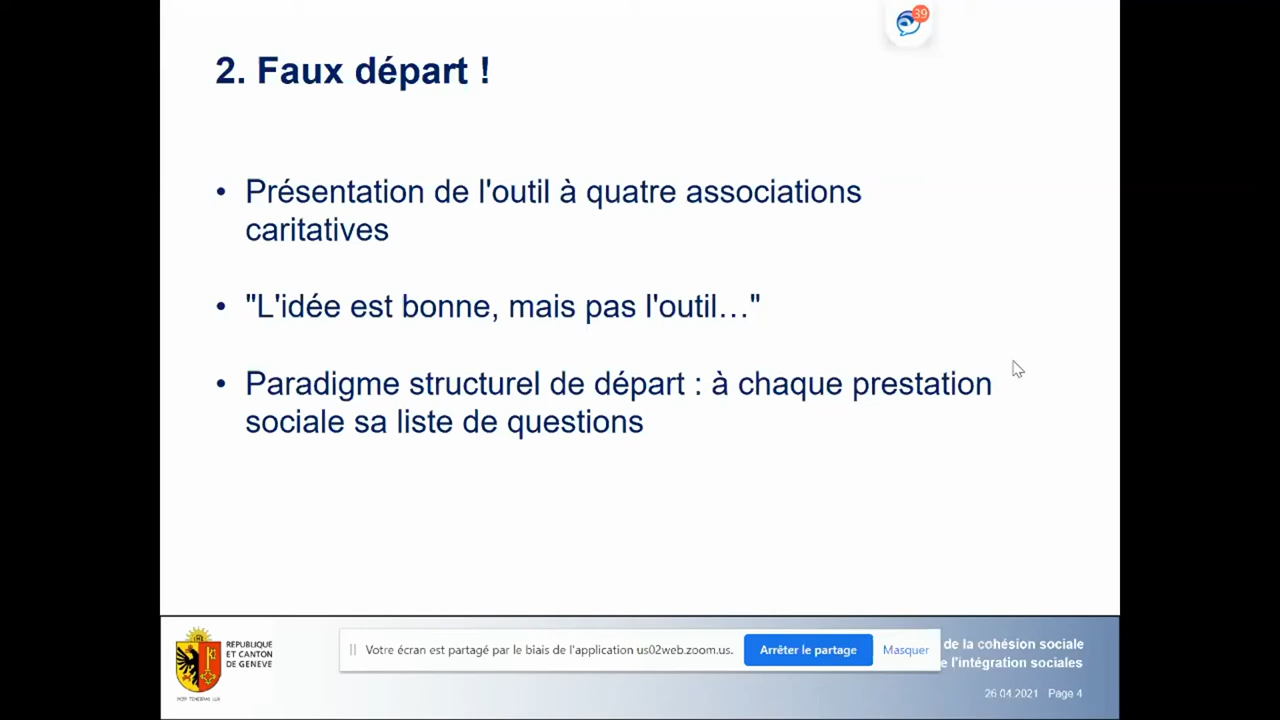 39
2. Faux départ !
• Présentation de l'outil à quatre associations
caritatives
• "L'idée est bonne, mais pas l'outil…"
• Paradigme structurel de départ : à chaque prestation
sociale sa liste de questions
REPUBLIQUE
ET CANTON
DE GENEVE
POST TENEBRAS LUX
Votre écran est partagé par le biais de l'application us02web.zoom.us.
Arrêter le partage
Masquer
de la cohésion sociale
e l'intégration sociales
26.04.2021 Page 4